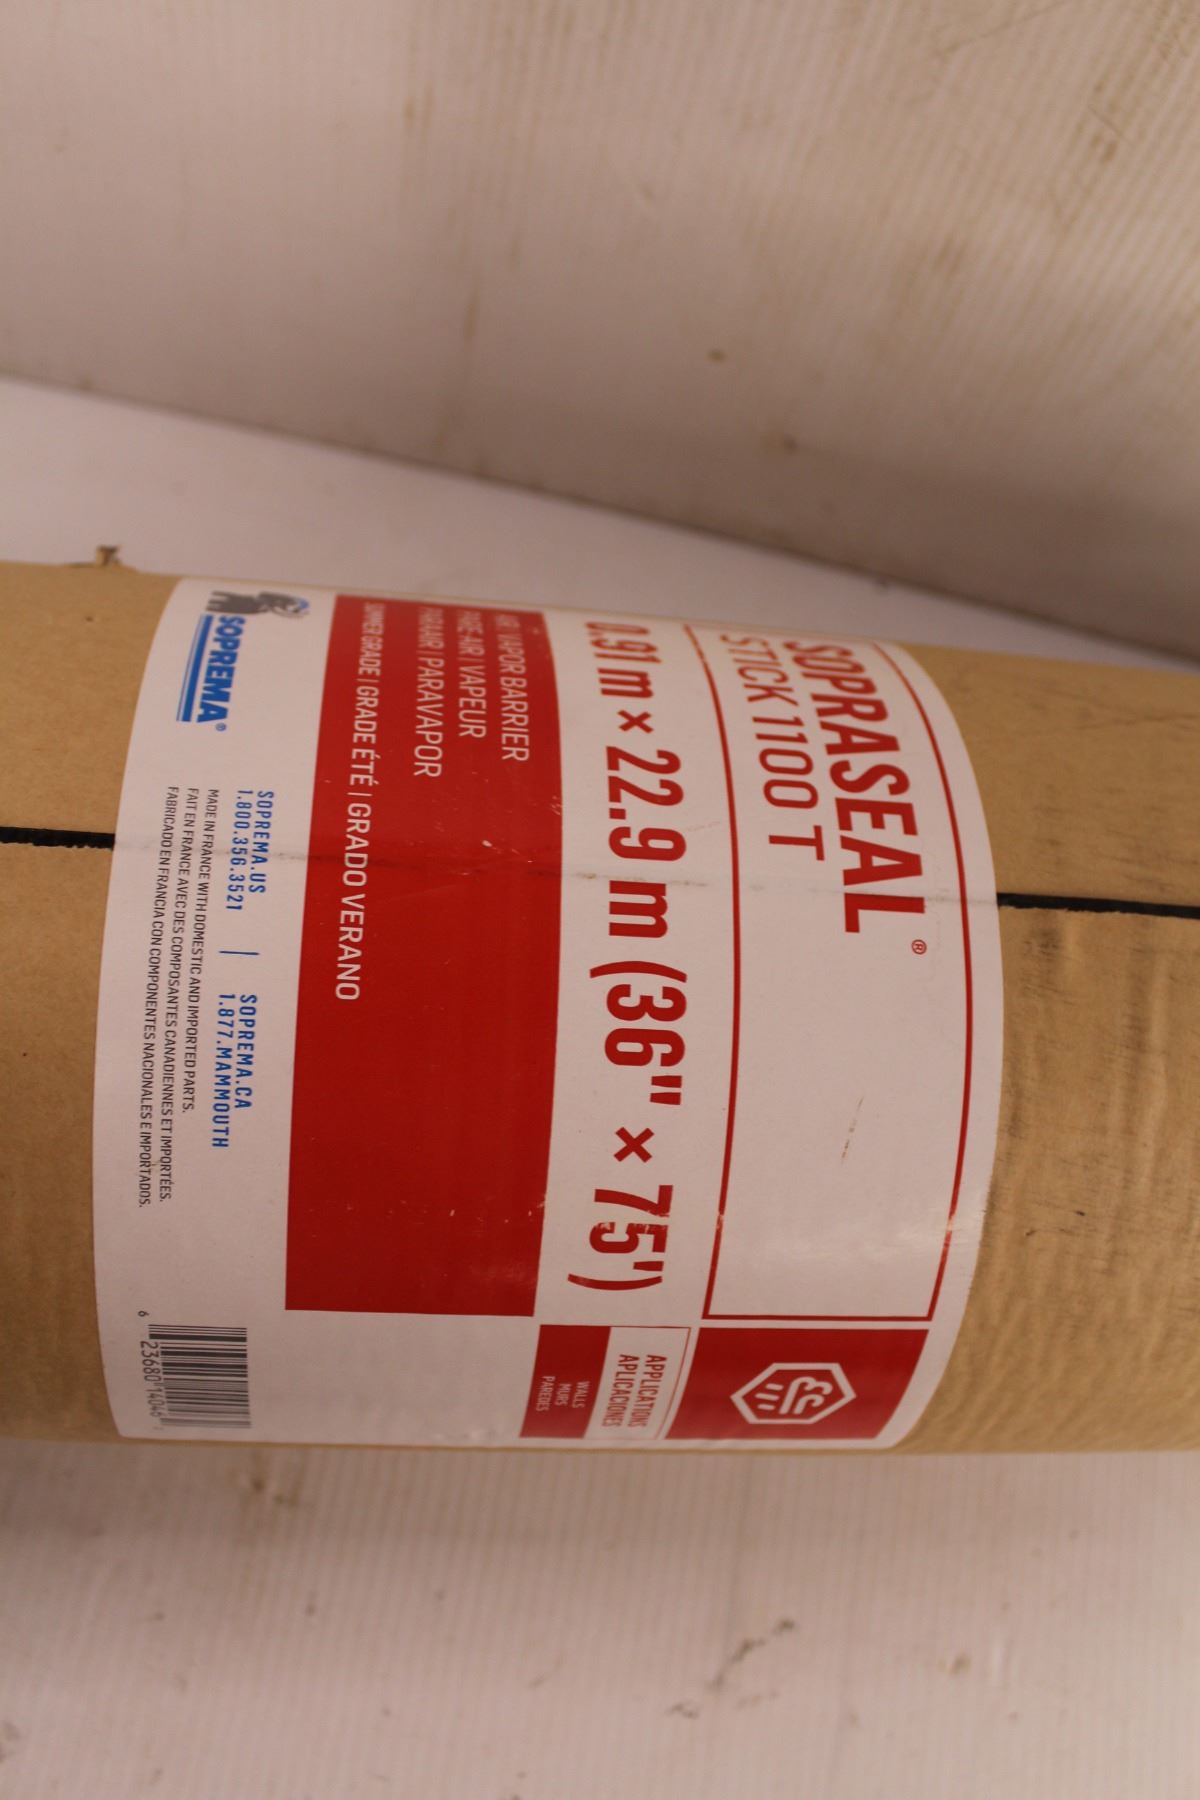 SOPRASEAL®
STICK 1100 T
0.91 m × 22.9 m (36" × 75')
APPLICATIONS
APLICACIONES
WALLS
MURS
PAREDES
AIR | VAPOR BARRIER
PARE-AIR | VAPEUR
PARAAIR | PARAVAPOR
SUMMER GRADE | GRADE ÉTÉ | GRADO VERANO
SOPREMA®
SOPREMA.US | SOPREMA.CA
1.800.356.3521 | 1.877.MAMMOUTH
MADE IN FRANCE WITH DOMESTIC AND IMPORTED PARTS.
FAIT EN FRANCE AVEC DES COMPOSANTES CANADIENNES ET IMPORTÉES.
FABRICADO EN FRANCIA CON COMPONENTES NACIONALES E IMPORTADOS.
6 23680 14046